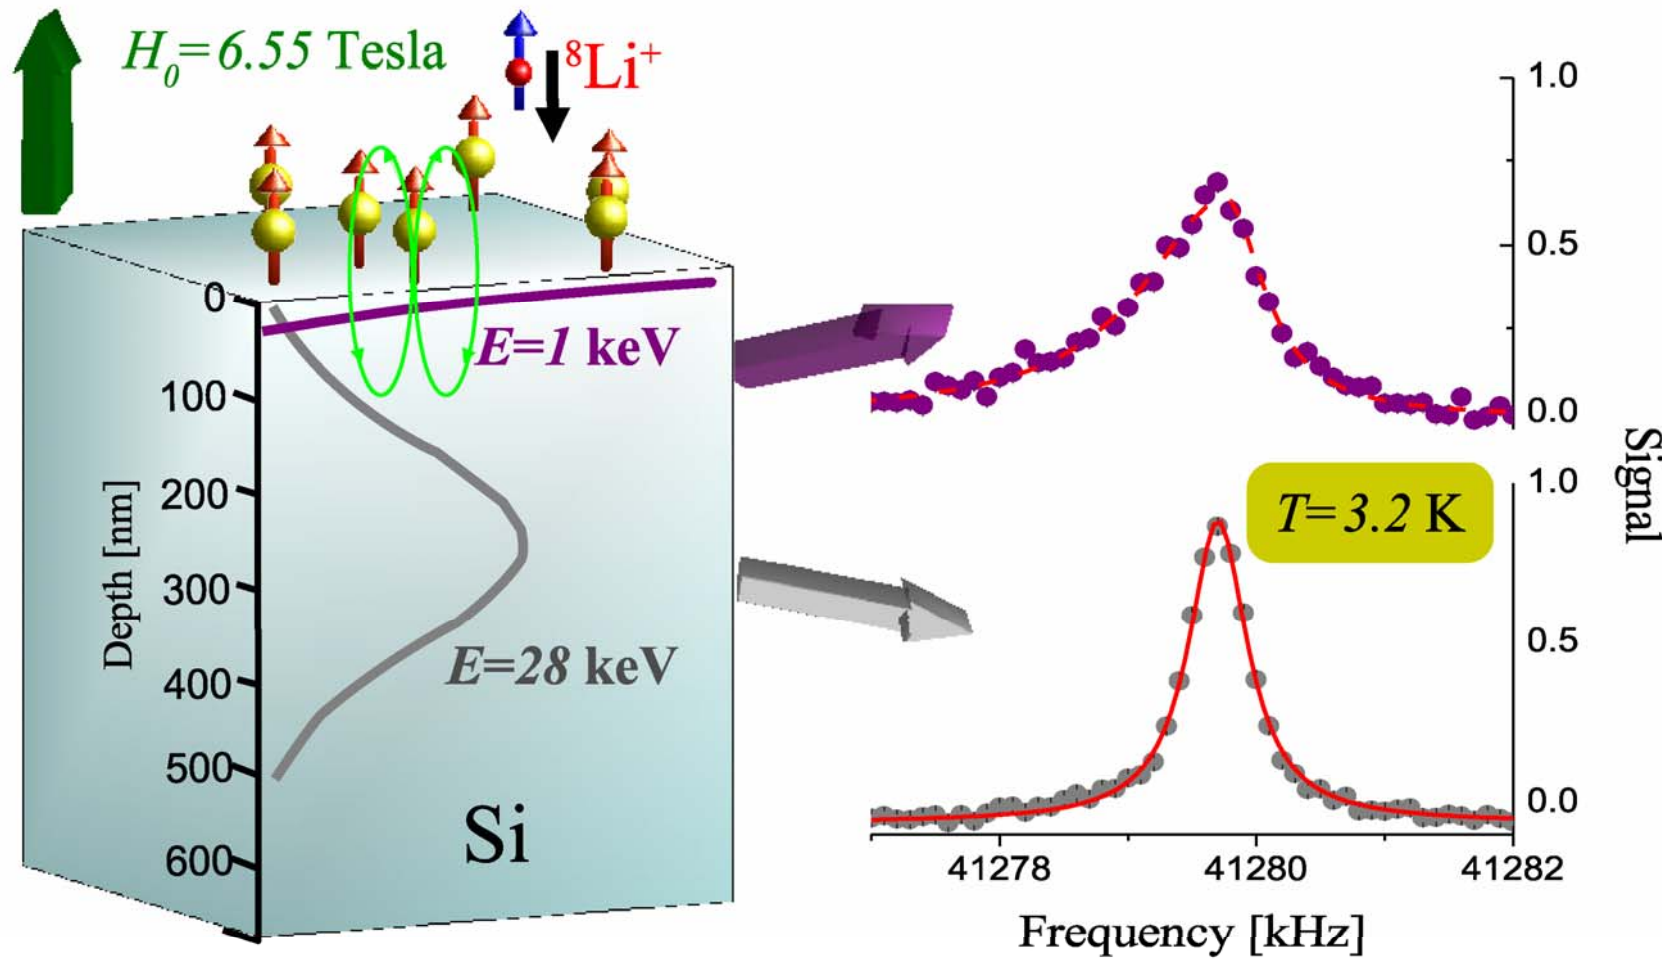 H₀=6.55 Tesla
⁸Li⁺
0
100
200
300
400
500
600
Depth [nm]
E=1 keV
E=28 keV
Si
1.0
0.5
0.0
Signal
1.0
0.5
0.0
T=3.2 K
41278 41280 41282
Frequency [kHz]